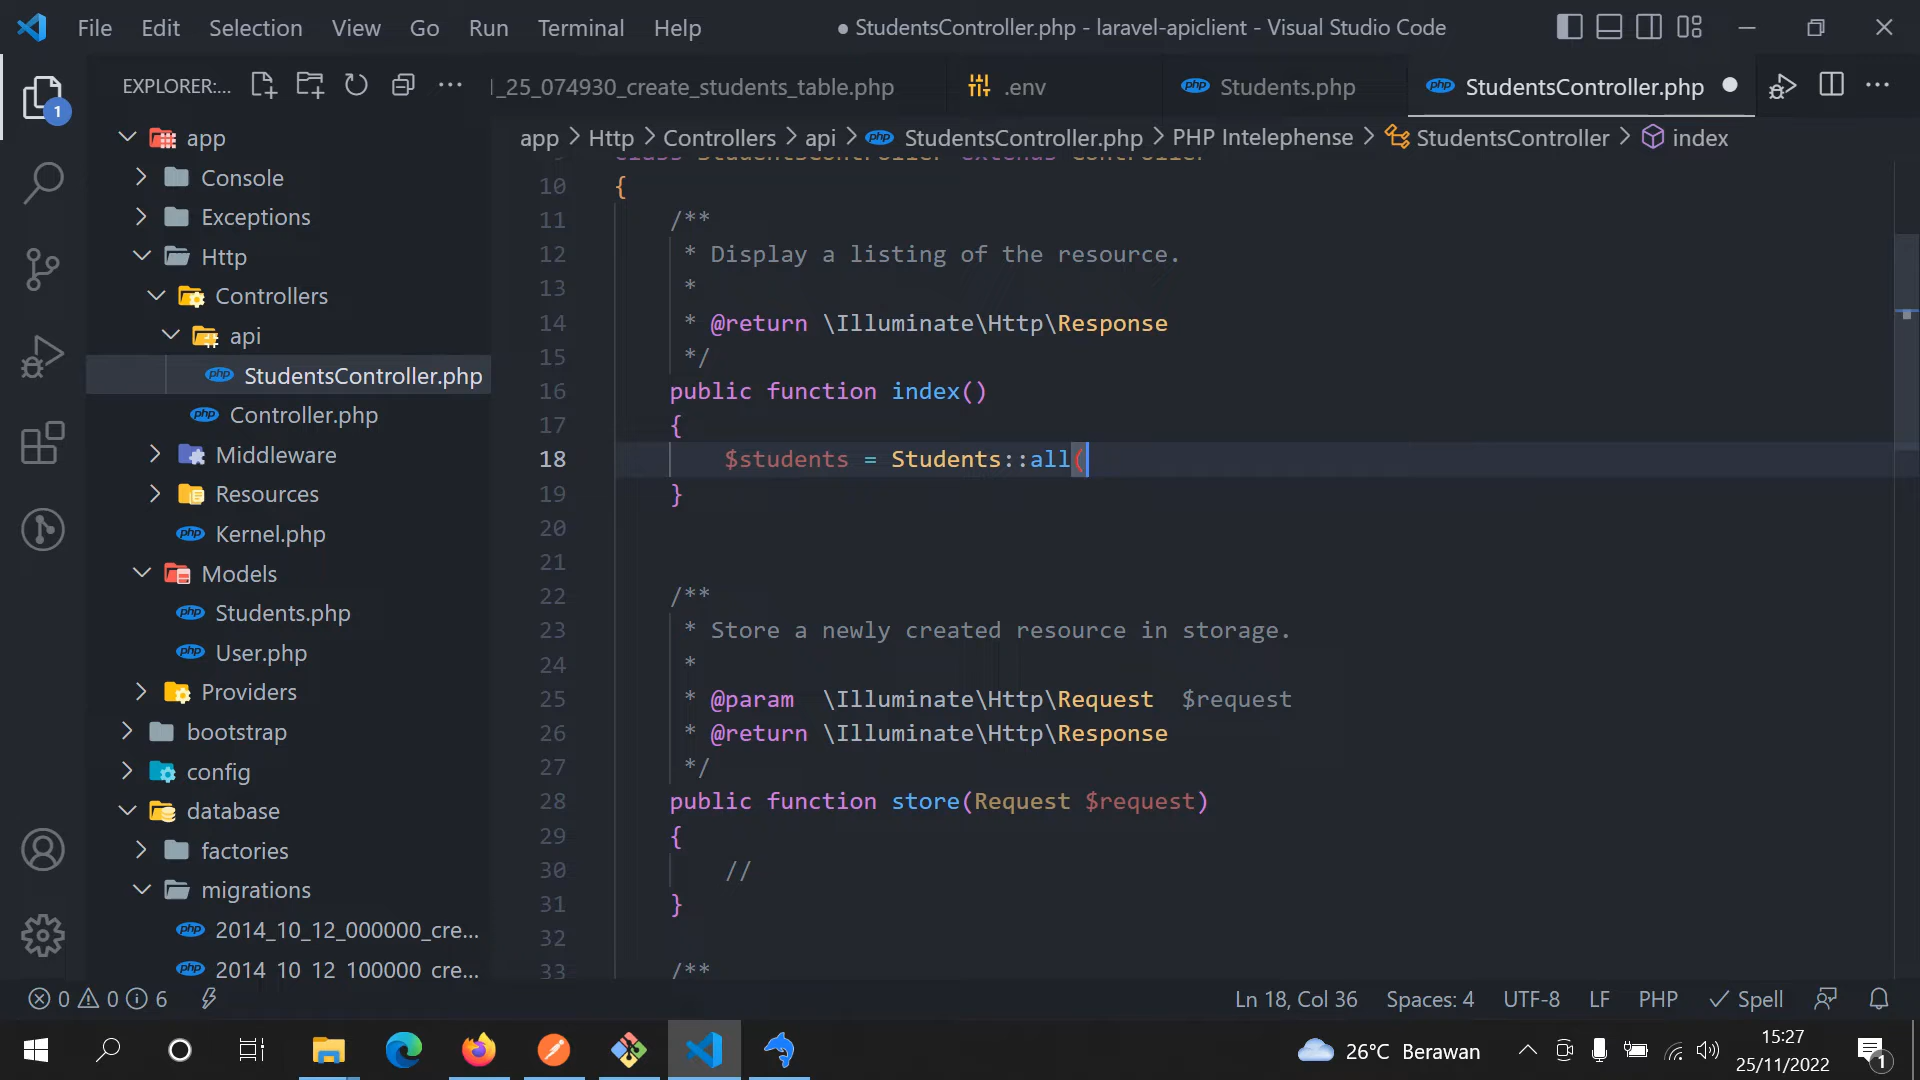 File Edit Selection View Go Run Terminal Help
● StudentsController.php - laravel-apiclient - Visual Studio Code
EXPLORER:...
_25_074930_create_students_table.php
.env
Students.php
StudentsController.php
app > Http > Controllers > api > StudentsController.php > PHP Intelephense > StudentsController > index
1
app
Console
Exceptions
Http
Controllers
api
StudentsController.php
Controller.php
Middleware
Resources
Kernel.php
Models
Students.php
User.php
Providers
bootstrap
config
database
factories
migrations
2014_10_12_000000_cre...
2014_10_12_100000_cre...
class StudentsController extends Controller
10 {
11 /**
12 * Display a listing of the resource.
13 *
14 * @return \Illuminate\Http\Response
15 */
16 public function index()
17 {
18 $students = Students::all(
19 }
20
21
22 /**
23 * Store a newly created resource in storage.
24 *
25 * @param  \Illuminate\Http\Request  $request
26 * @return \Illuminate\Http\Response
27 */
28 public function store(Request $request)
29 {
30 //
31 }
32
33 /**
0 0 6
Ln 18, Col 36 Spaces: 4 UTF-8 LF PHP Spell
26°C Berawan
15:27
25/11/2022
1